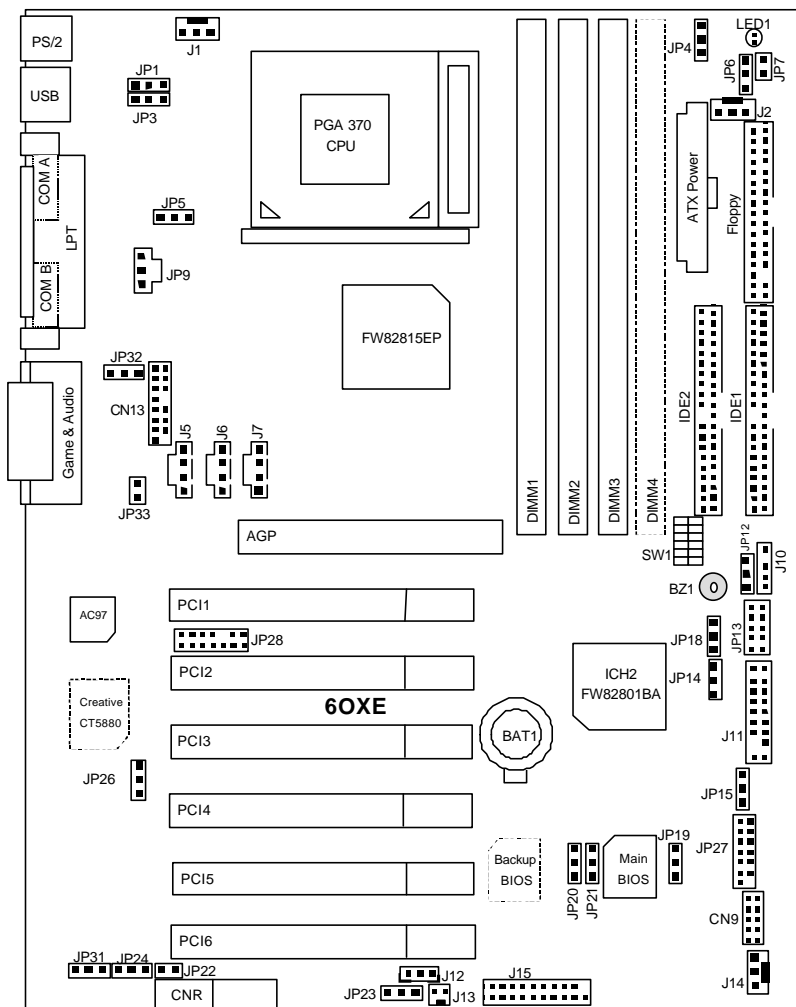 PS/2
J1
LED1
JP4
JP6
JP7
USB
JP1
JP3
J2
PGA 370
CPU
COM A
LPT
COM B
JP5
JP9
ATX Power
Floppy
FW82815EP
JP32
CN13
Game & Audio
J5
J6
J7
IDE2
IDE1
DIMM1
DIMM2
DIMM3
DIMM4
JP33
AGP
SW1
JP12
J10
BZ1
PCI1
AC97
JP28
JP18
JP13
PCI2
ICH2
FW82801BA
JP14
Creative
CT5880
6OXE
PCI3
BAT1
J11
JP26
JP15
PCI4
JP19
JP27
Backup
BIOS
Main
BIOS
PCI5
JP20
JP21
CN9
PCI6
JP31
JP24
JP22
J12
J15
CNR
JP23
J13
J14